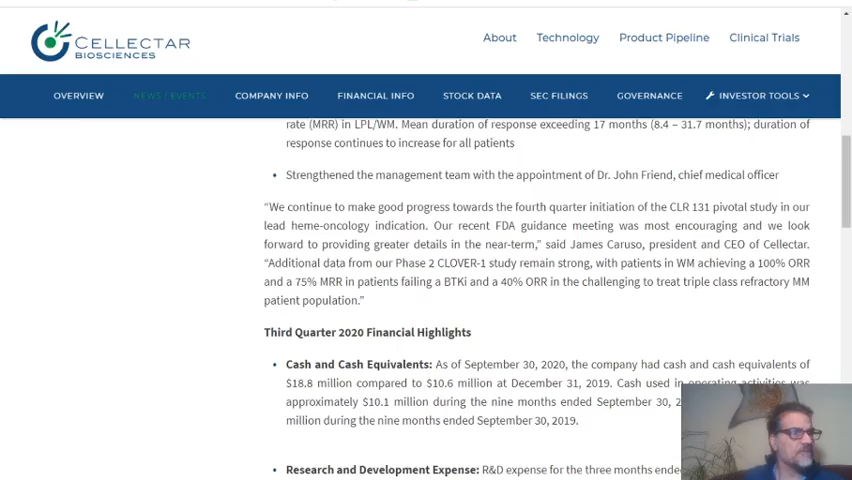 CELLECTAR
BIOSCIENCES
About Technology Product Pipeline Clinical Trials
OVERVIEW NEWS / EVENTS COMPANY INFO FINANCIAL INFO STOCK DATA SEC FILINGS GOVERNANCE INVESTOR TOOLS
rate (MRR) in LPL/WM. Mean duration of response exceeding 17 months (8.4 – 31.7 months); duration of
response continues to increase for all patients
• Strengthened the management team with the appointment of Dr. John Friend, chief medical officer
“We continue to make good progress towards the fourth quarter initiation of the CLR 131 pivotal study in our
lead heme-oncology indication. Our recent FDA guidance meeting was most encouraging and we look
forward to providing greater details in the near-term,” said James Caruso, president and CEO of Cellectar.
“Additional data from our Phase 2 CLOVER-1 study remain strong, with patients in WM achieving a 100% ORR
and a 75% MRR in patients failing a BTKi and a 40% ORR in the challenging to treat triple class refractory MM
patient population.”
Third Quarter 2020 Financial Highlights
• Cash and Cash Equivalents: As of September 30, 2020, the company had cash and cash equivalents of
$18.8 million compared to $10.6 million at December 31, 2019. Cash used in operating activities was
approximately $10.1 million during the nine months ended September 30,
million during the nine months ended September 30, 2019.
• Research and Development Expense: R&D expense for the three months ended